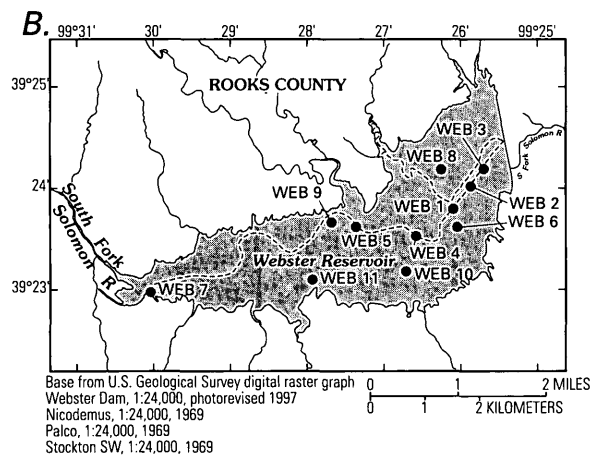 B.
99°31' 30' 29' 28' 27' 26' 99°25'
39°25'
ROOKS COUNTY
WEB 3
S Fork Solomon R
WEB 8
24'
WEB 9
WEB 1
WEB 2
WEB 6
South Fork
Solomon R
WEB 5
WEB 4
Webster Reservoir
WEB 11
WEB 10
39°23'
WEB 7
Base from U.S. Geological Survey digital raster graph
Webster Dam, 1:24,000, photorevised 1997
Nicodemus, 1:24,000, 1969
Palco, 1:24,000, 1969
Stockton SW, 1:24,000, 1969
0 1 2 MILES
0 1 2 KILOMETERS